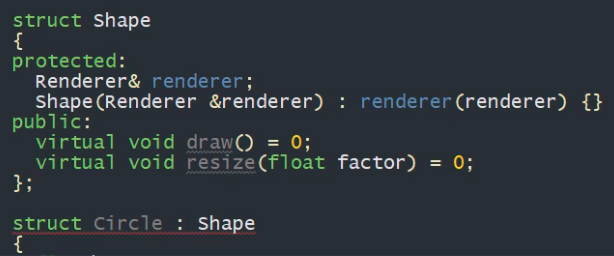 struct Shape
{
protected:
  Renderer& renderer;
  Shape(Renderer &renderer) : renderer(renderer) {}
public:
  virtual void draw() = 0;
  virtual void resize(float factor) = 0;
};

struct Circle : Shape
{